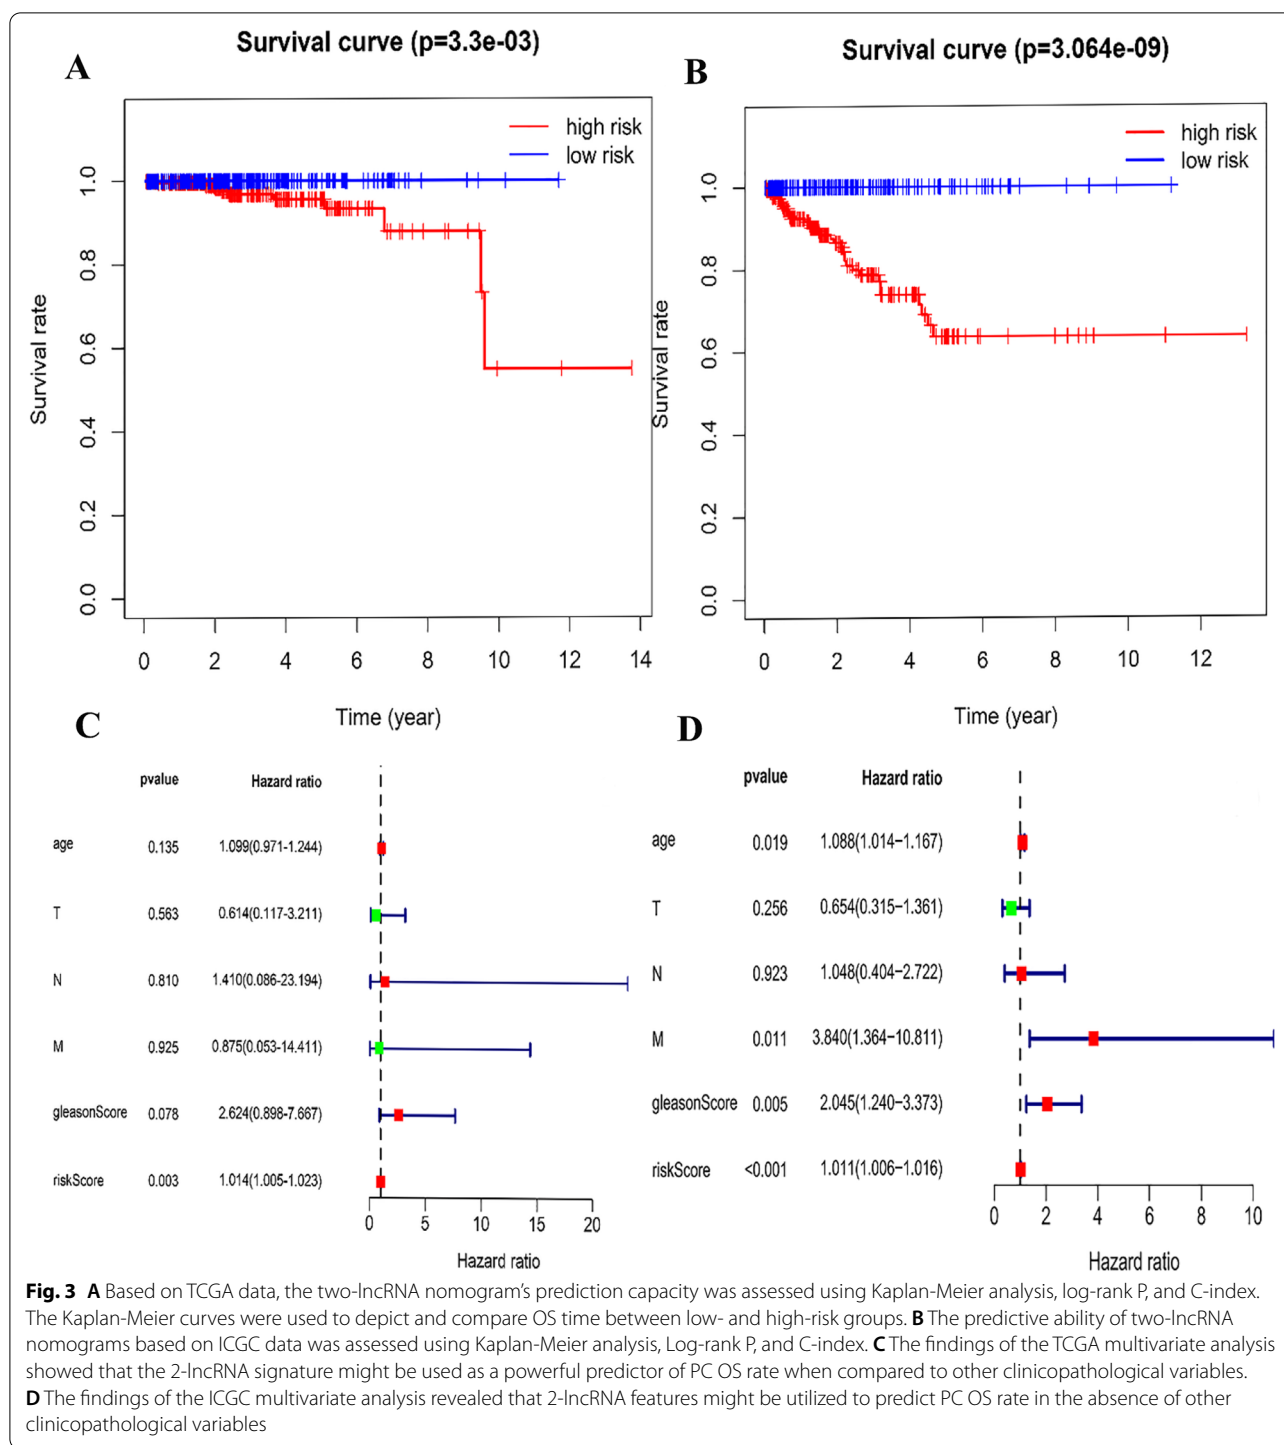 A
Survival curve (p=3.3e-03)
high risk
low risk
Survival rate
1.0
0.8
0.6
0.4
0.2
0.0
0 2 4 6 8 10 12 14
Time (year)
B
Survival curve (p=3.064e-09)
high risk
low risk
Survival rate
1.0
0.8
0.6
0.4
0.2
0.0
0 2 4 6 8 10 12
Time (year)
C
pvalue Hazard ratio
age 0.135 1.099(0.971-1.244)
T 0.563 0.614(0.117-3.211)
N 0.810 1.410(0.086-23.194)
M 0.925 0.875(0.053-14.411)
gleasonScore 0.078 2.624(0.898-7.667)
riskScore 0.003 1.014(1.005-1.023)
0 5 10 15 20
Hazard ratio
D
pvalue Hazard ratio
age 0.019 1.088(1.014−1.167)
T 0.256 0.654(0.315−1.361)
N 0.923 1.048(0.404−2.722)
M 0.011 3.840(1.364−10.811)
gleasonScore 0.005 2.045(1.240−3.373)
riskScore <0.001 1.011(1.006−1.016)
0 2 4 6 8 10
Hazard ratio
Fig. 3 A Based on TCGA data, the two-lncRNA nomogram's prediction capacity was assessed using Kaplan-Meier analysis, log-rank P, and C-index.
The Kaplan-Meier curves were used to depict and compare OS time between low- and high-risk groups. B The predictive ability of two-lncRNA
nomograms based on ICGC data was assessed using Kaplan-Meier analysis, Log-rank P, and C-index. C The findings of the TCGA multivariate analysis
showed that the 2-lncRNA signature might be used as a powerful predictor of PC OS rate when compared to other clinicopathological variables.
D The findings of the ICGC multivariate analysis revealed that 2-lncRNA features might be utilized to predict PC OS rate in the absence of other
clinicopathological variables